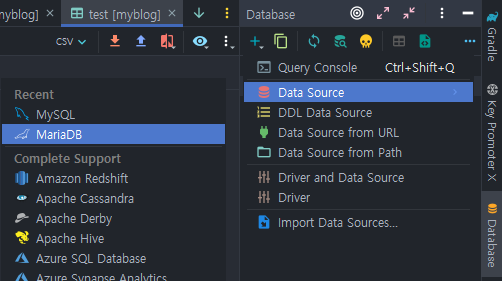 myblog]
test [myblog]
CSV
Recent
MySQL
MariaDB
Complete Support
Amazon Redshift
Apache Cassandra
Apache Derby
Apache Hive
Azure SQL Database
Azure Synapse Analytics
Database
Query Console Ctrl+Shift+Q
Data Source
DDL Data Source
Data Source from URL
Data Source from Path
Driver and Data Source
Driver
Import Data Sources...
Gradle
Key Promoter X
Database